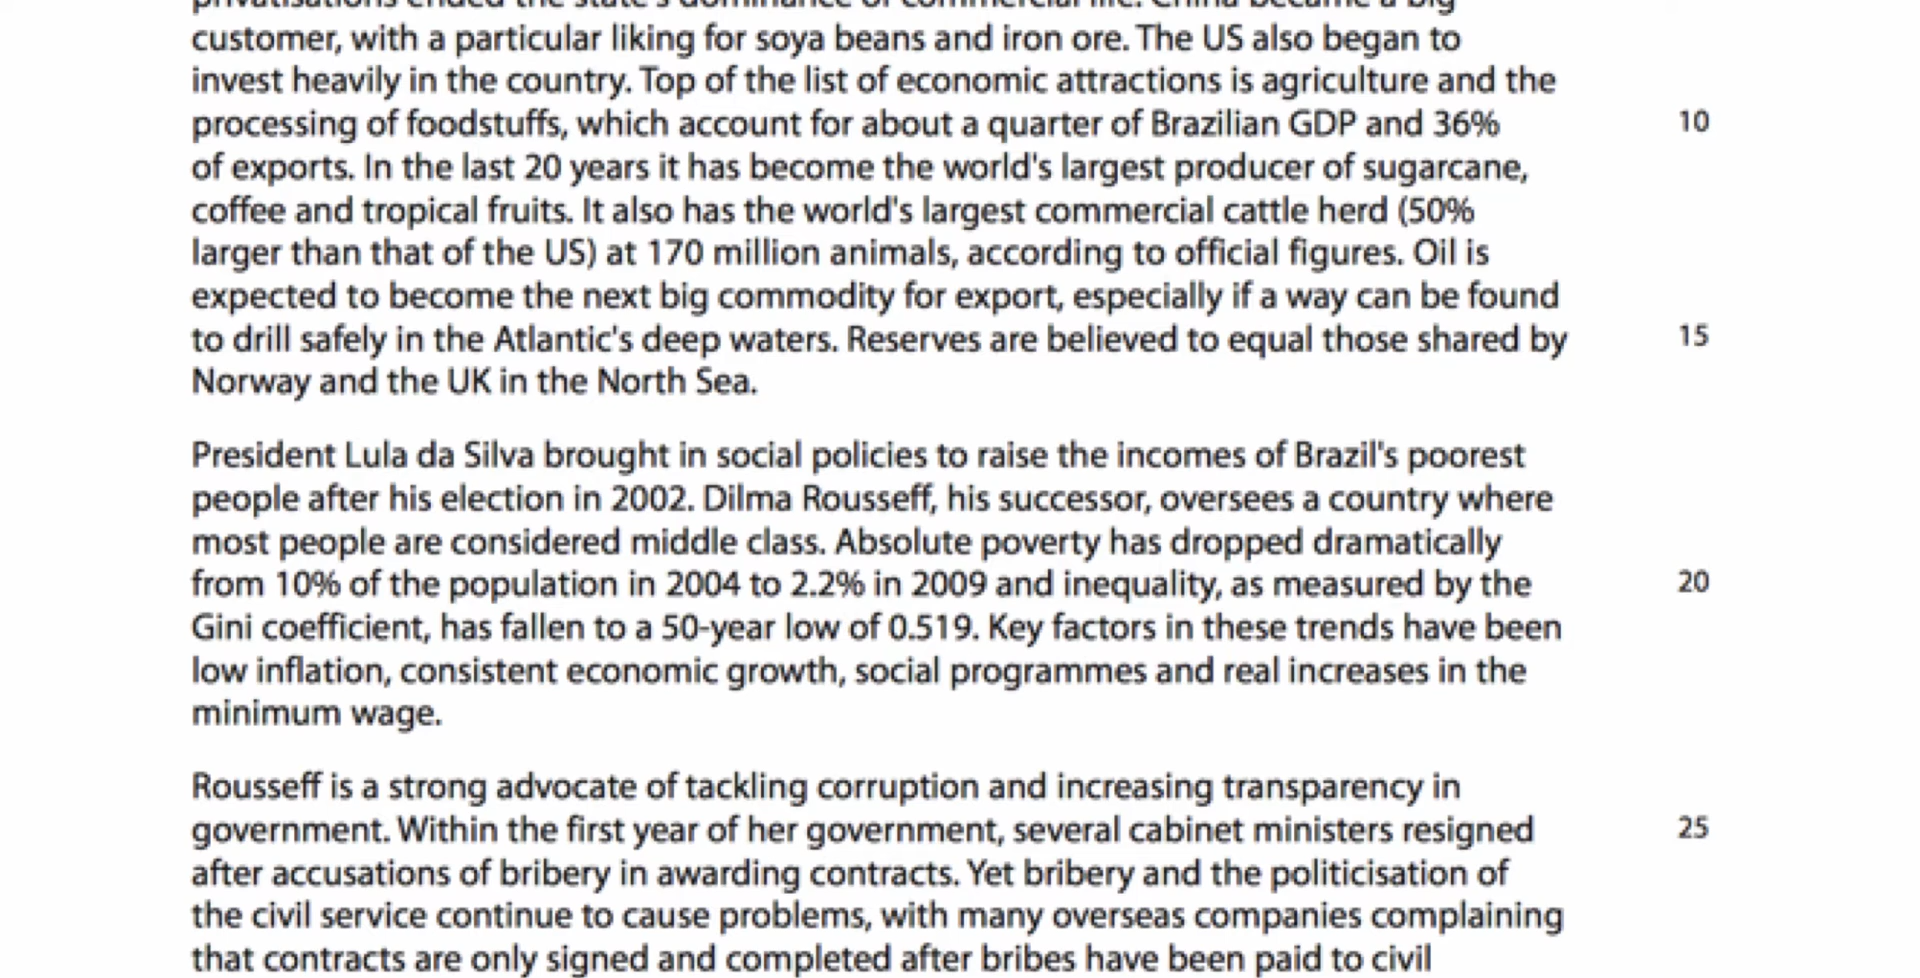 privatisations ended the state's dominance of commercial life. China became a big
customer, with a particular liking for soya beans and iron ore. The US also began to
invest heavily in the country. Top of the list of economic attractions is agriculture and the
processing of foodstuffs, which account for about a quarter of Brazilian GDP and 36% 10
of exports. In the last 20 years it has become the world's largest producer of sugarcane,
coffee and tropical fruits. It also has the world's largest commercial cattle herd (50%
larger than that of the US) at 170 million animals, according to official figures. Oil is
expected to become the next big commodity for export, especially if a way can be found
to drill safely in the Atlantic's deep waters. Reserves are believed to equal those shared by 15
Norway and the UK in the North Sea.
President Lula da Silva brought in social policies to raise the incomes of Brazil's poorest
people after his election in 2002. Dilma Rousseff, his successor, oversees a country where
most people are considered middle class. Absolute poverty has dropped dramatically
from 10% of the population in 2004 to 2.2% in 2009 and inequality, as measured by the 20
Gini coefficient, has fallen to a 50-year low of 0.519. Key factors in these trends have been
low inflation, consistent economic growth, social programmes and real increases in the
minimum wage.
Rousseff is a strong advocate of tackling corruption and increasing transparency in
government. Within the first year of her government, several cabinet ministers resigned 25
after accusations of bribery in awarding contracts. Yet bribery and the politicisation of
the civil service continue to cause problems, with many overseas companies complaining
that contracts are only signed and completed after bribes have been paid to civil